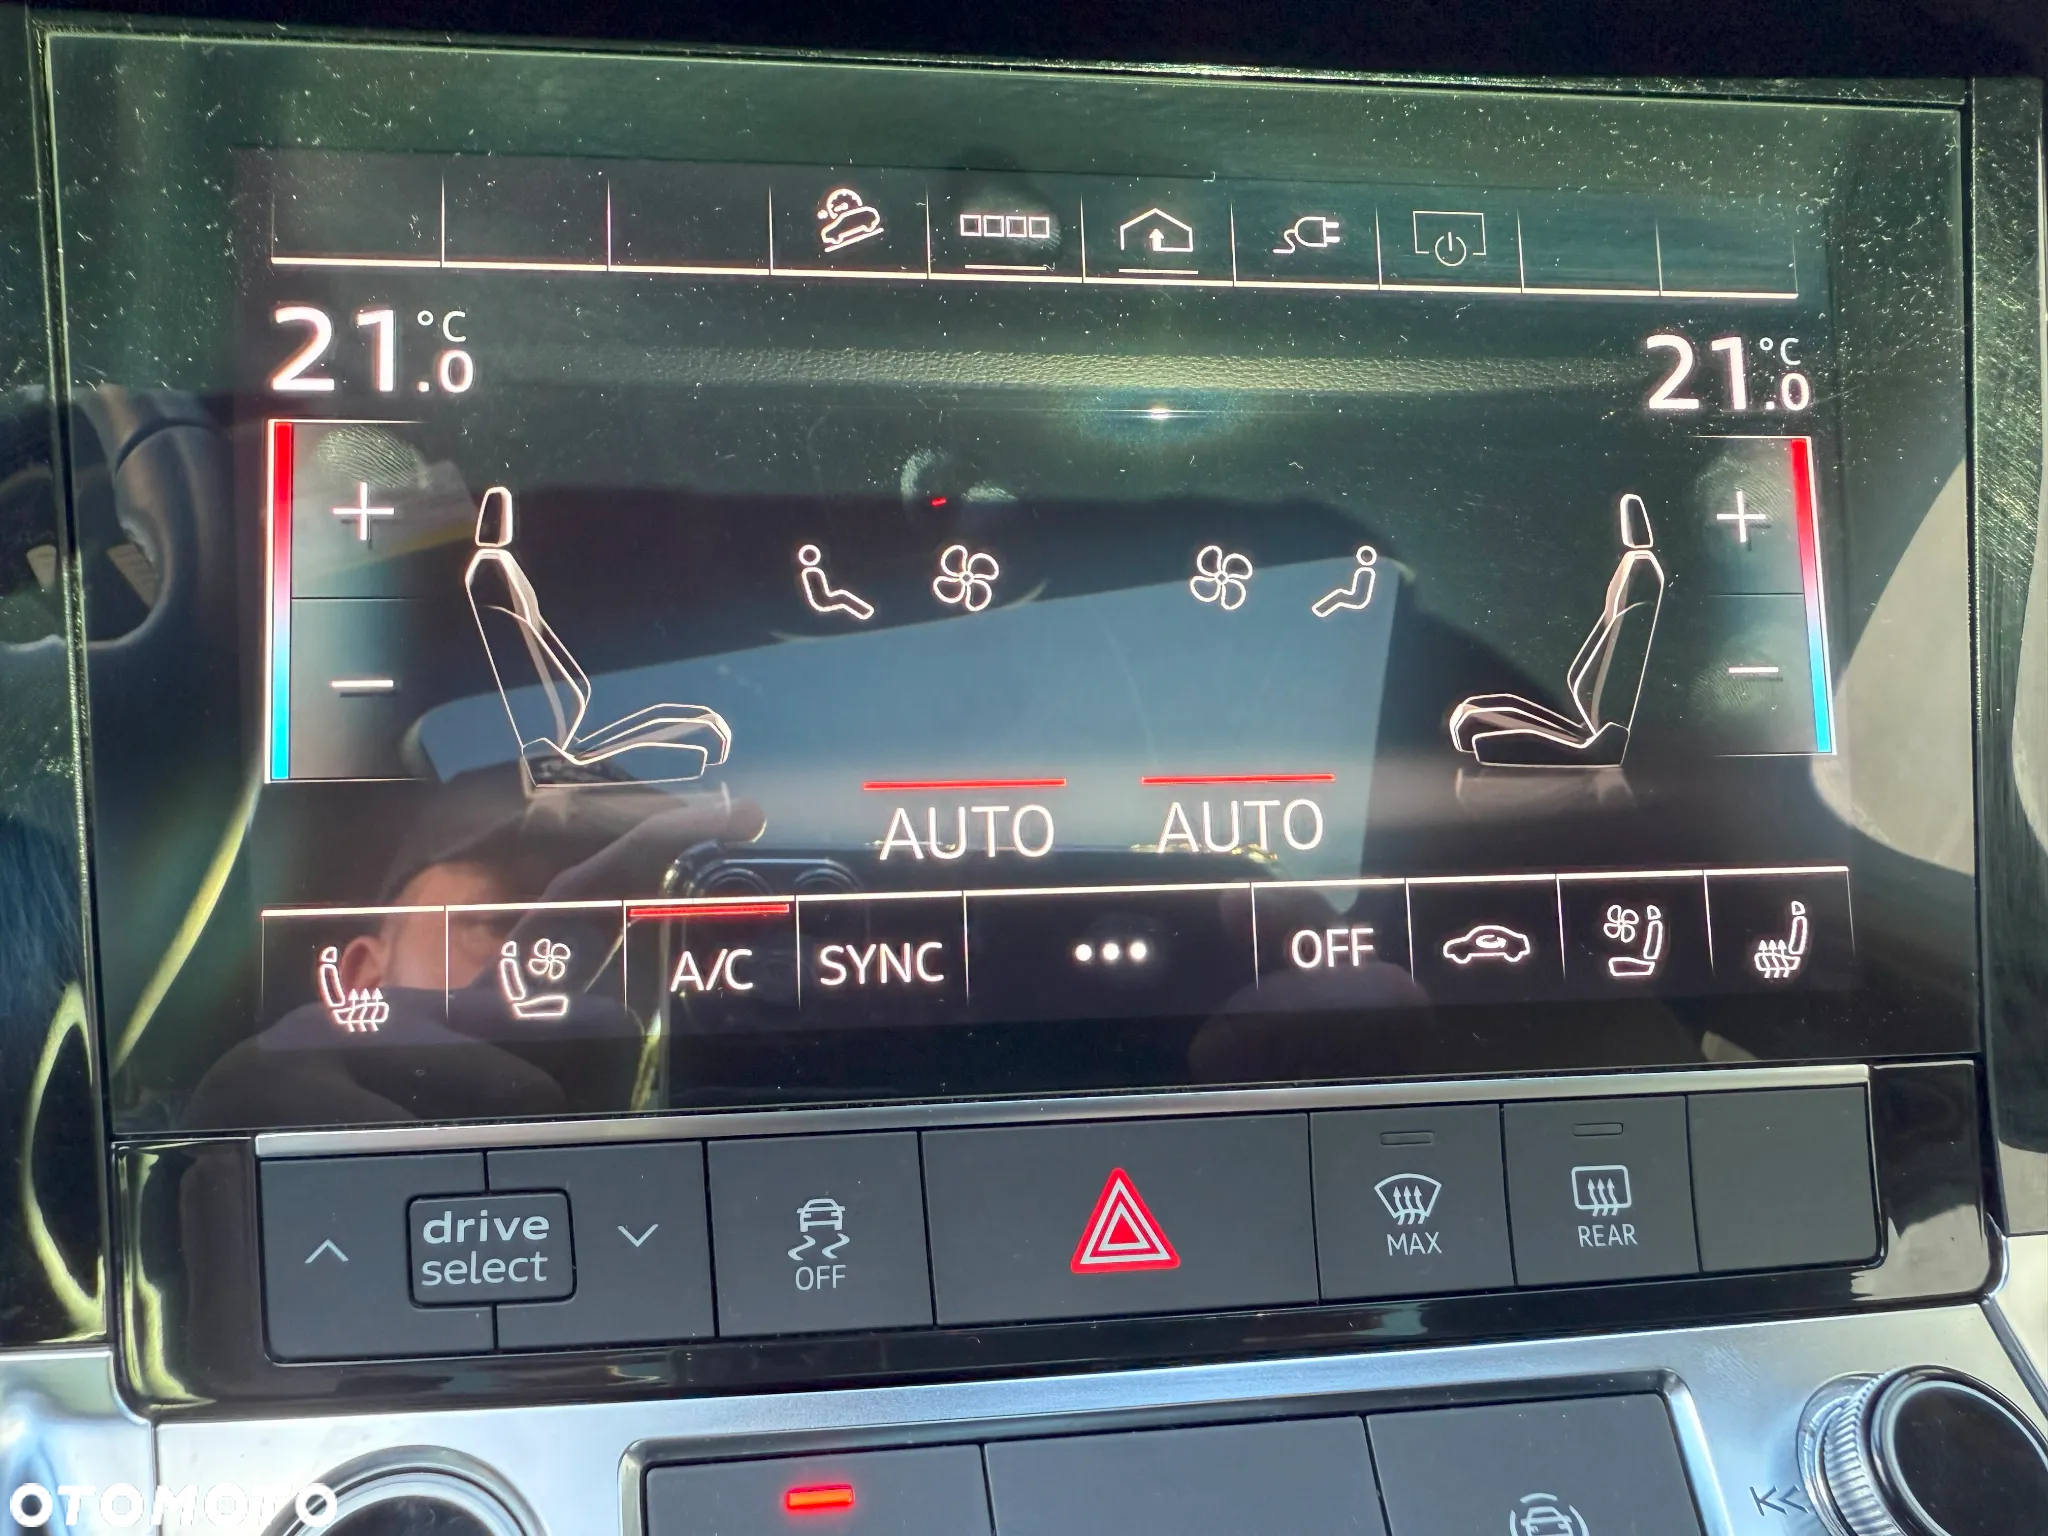 21.0 °C
21.0 °C
AUTO AUTO
A/C SYNC OFF
drive select
OFF
MAX
REAR
OTOMOTO